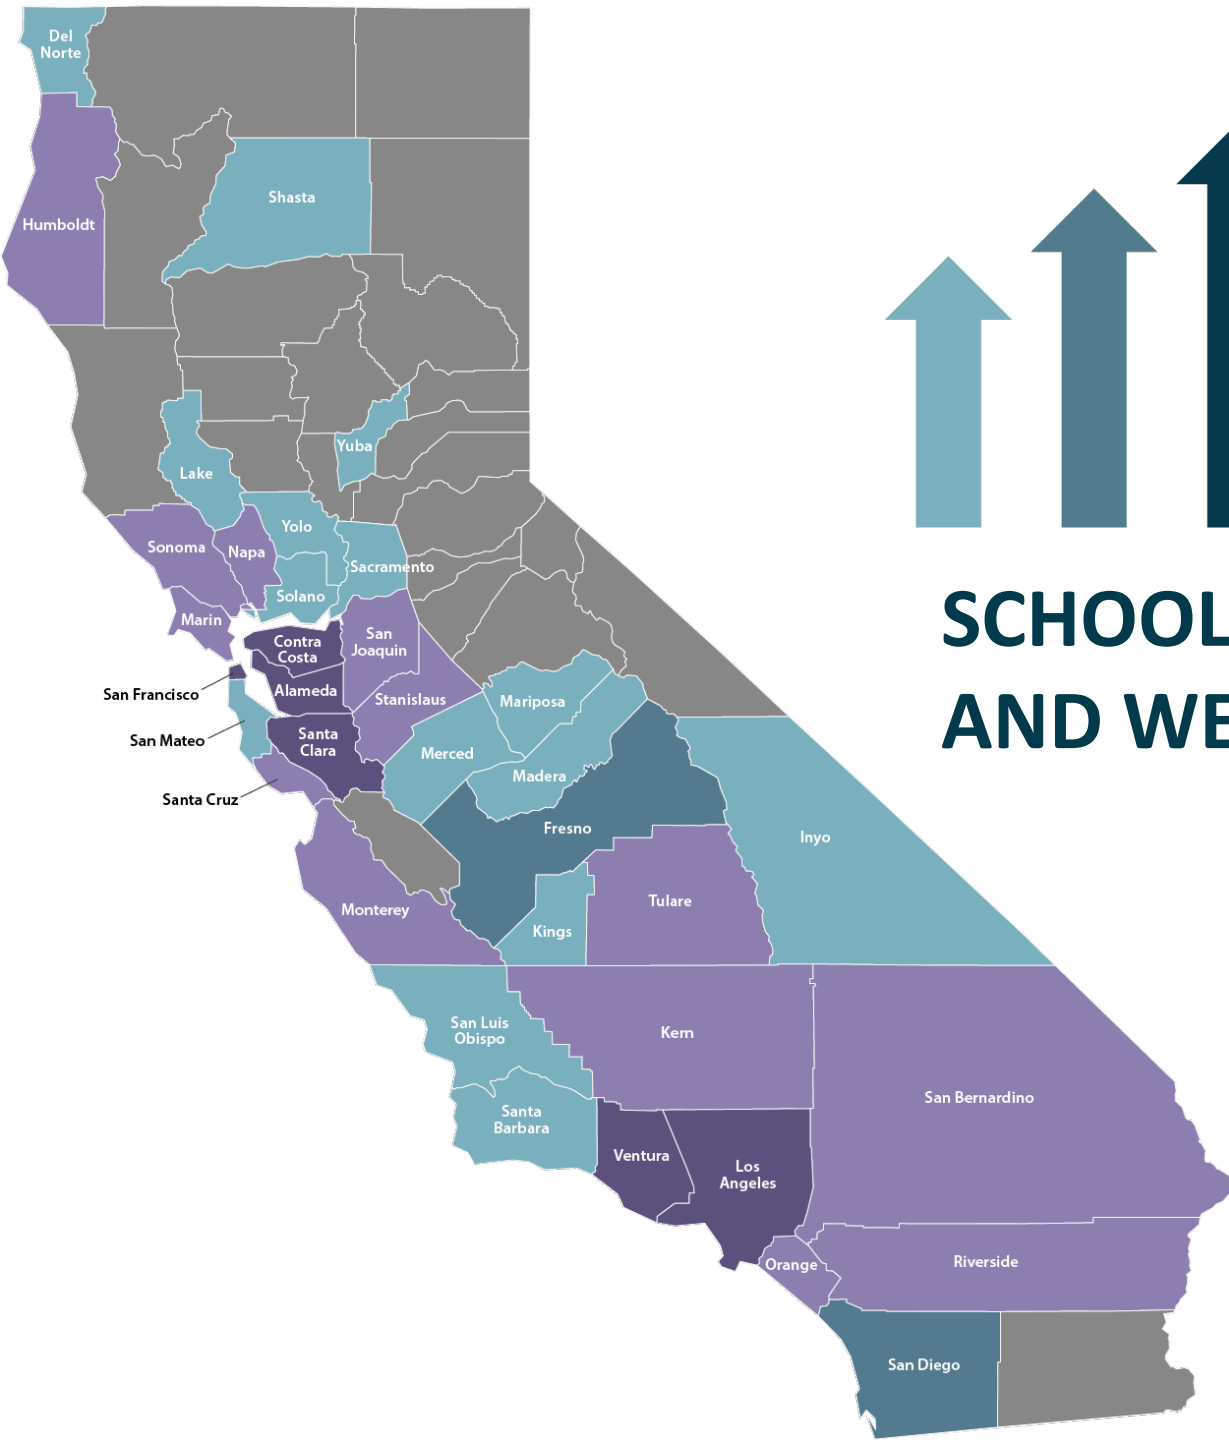 Del
Norte
Humboldt
Shasta
Yuba
Lake
Yolo
Sonoma
Napa
Sacramento
Solano
Marin
San
Joaquin
Contra
Costa
San Francisco
Alameda
Stanislaus
Mariposa
San Mateo
Santa
Clara
Merced
Madera
Santa Cruz
Fresno
Inyo
Monterey
Tulare
Kings
San Luis
Obispo
Kern
San Bernardino
Santa
Barbara
Ventura
Los
Angeles
Orange
Riverside
San Diego
SCHOOL
AND WE